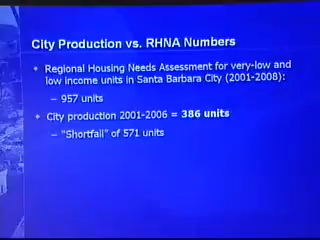 City Production vs. RHNA Numbers
• Regional Housing Needs Assessment for very-low and
low income units in Santa Barbara City (2001-2008):
– 957 units
• City production 2001-2006 = 386 units
– "Shortfall" of 571 units